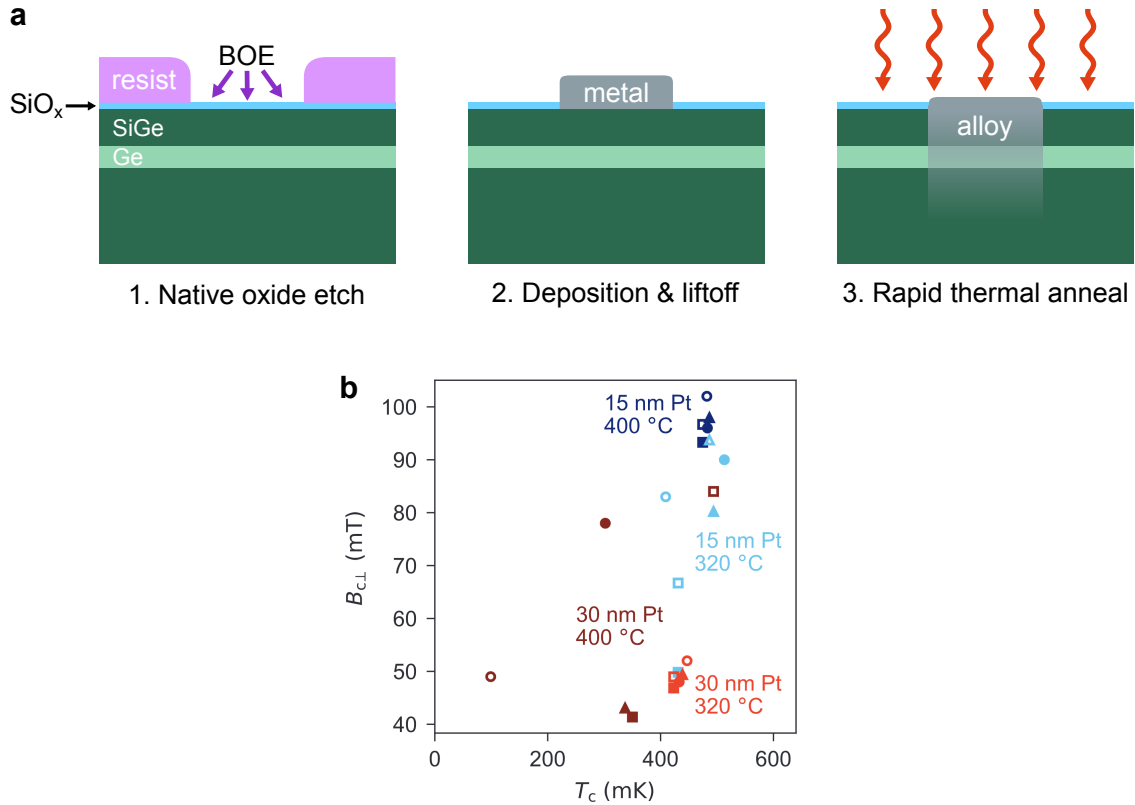 a
BOE
resist
SiOx
SiGe
Ge
1. Native oxide etch
metal
2. Deposition & liftoff
alloy
3. Rapid thermal anneal
b
100
90
80
70
60
50
40
Bc⊥ (mT)
15 nm Pt
400 °C
15 nm Pt
320 °C
30 nm Pt
400 °C
30 nm Pt
320 °C
0 200 400 600
Tc (mK)